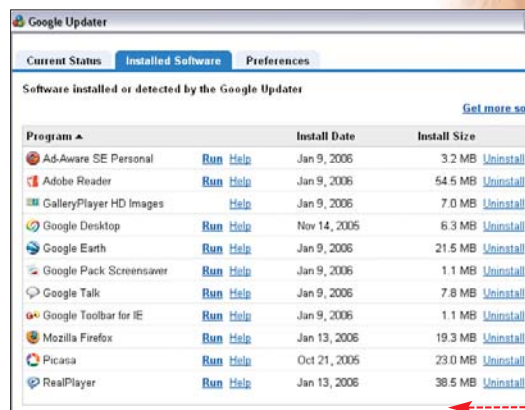 Google Updater
Current Status Installed Software Preferences
Software installed or detected by the Google Updater
Get more so
Program Install Date Install Size
Ad-Aware SE Personal Run Help Jan 9, 2006 3.2 MB Uninstall
Adobe Reader Run Help Jan 9, 2006 54.5 MB Uninstall
GalleryPlayer HD Images Help Jan 9, 2006 7.0 MB Uninstall
Google Desktop Run Help Nov 14, 2005 6.3 MB Uninstall
Google Earth Run Help Jan 9, 2006 21.5 MB Uninstall
Google Pack Screensaver Run Help Jan 9, 2006 1.1 MB Uninstall
Google Talk Run Help Jan 9, 2006 7.8 MB Uninstall
Google Toolbar for IE Run Help Jan 9, 2006 1.1 MB Uninstall
Mozilla Firefox Run Help Jan 13, 2006 19.3 MB Uninstall
Picasa Run Help Oct 21, 2005 23.0 MB Uninstall
RealPlayer Run Help Jan 13, 2006 38.5 MB Uninstall